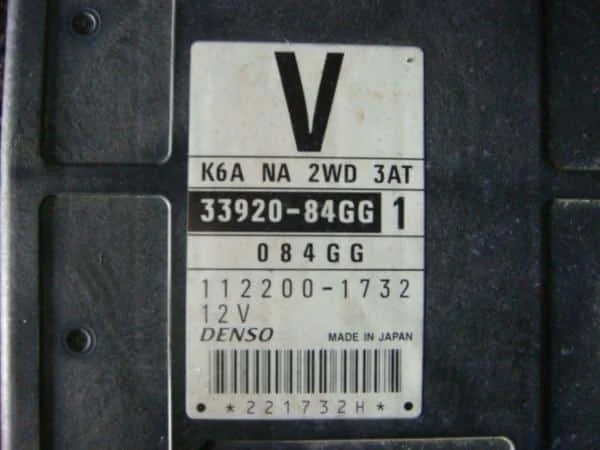 V
K6A NA 2WD 3AT
33920-84GG 1
084GG
112200-1732
12V
DENSO MADE IN JAPAN
*221732H*